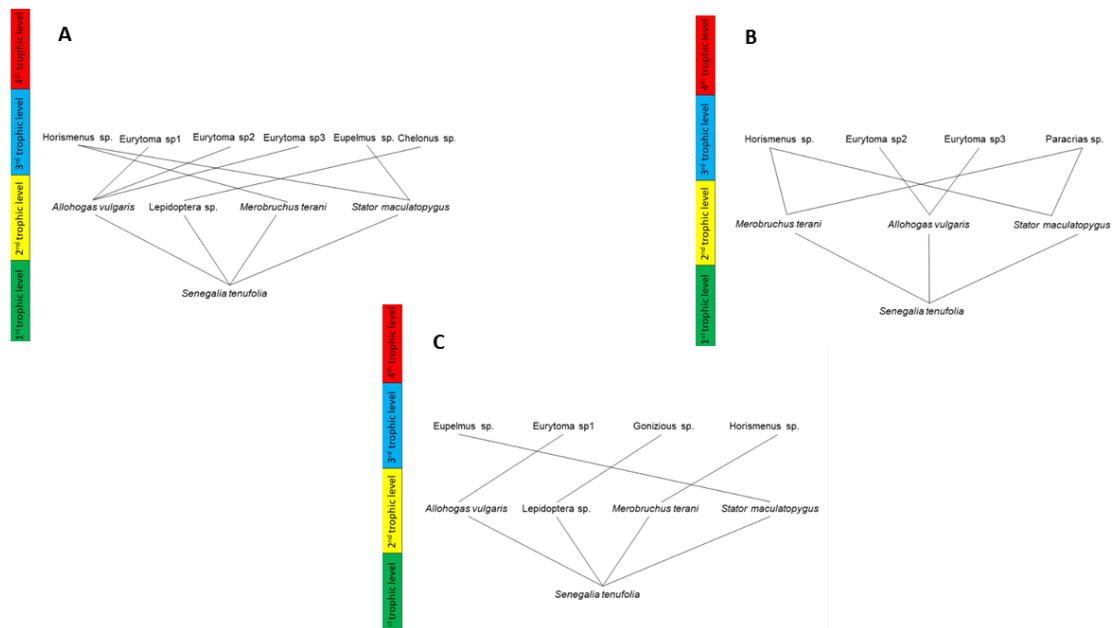 A
4th trophic level
3rd trophic level
2nd trophic level
1st trophic level
Horismenus sp. Eurytoma sp1 Eurytoma sp2 Eurytoma sp3 Eupelmus sp. Chelonus sp.
Allohogas vulgaris Lepidoptera sp. Merobruchus terani Stator maculatopygus
Senegalia tenufolia
B
4th trophic level
3rd trophic level
2nd trophic level
1st trophic level
Horismenus sp. Eurytoma sp2 Eurytoma sp3 Paracrias sp.
Merobruchus terani Allohogas vulgaris Stator maculatopygus
Senegalia tenufolia
C
4th trophic level
3rd trophic level
2nd trophic level
st trophic level
Eupelmus sp. Eurytoma sp1 Gonizious sp. Horismenus sp.
Allohogas vulgaris Lepidoptera sp. Merobruchus terani Stator maculatopygus
Senegalia tenufolia